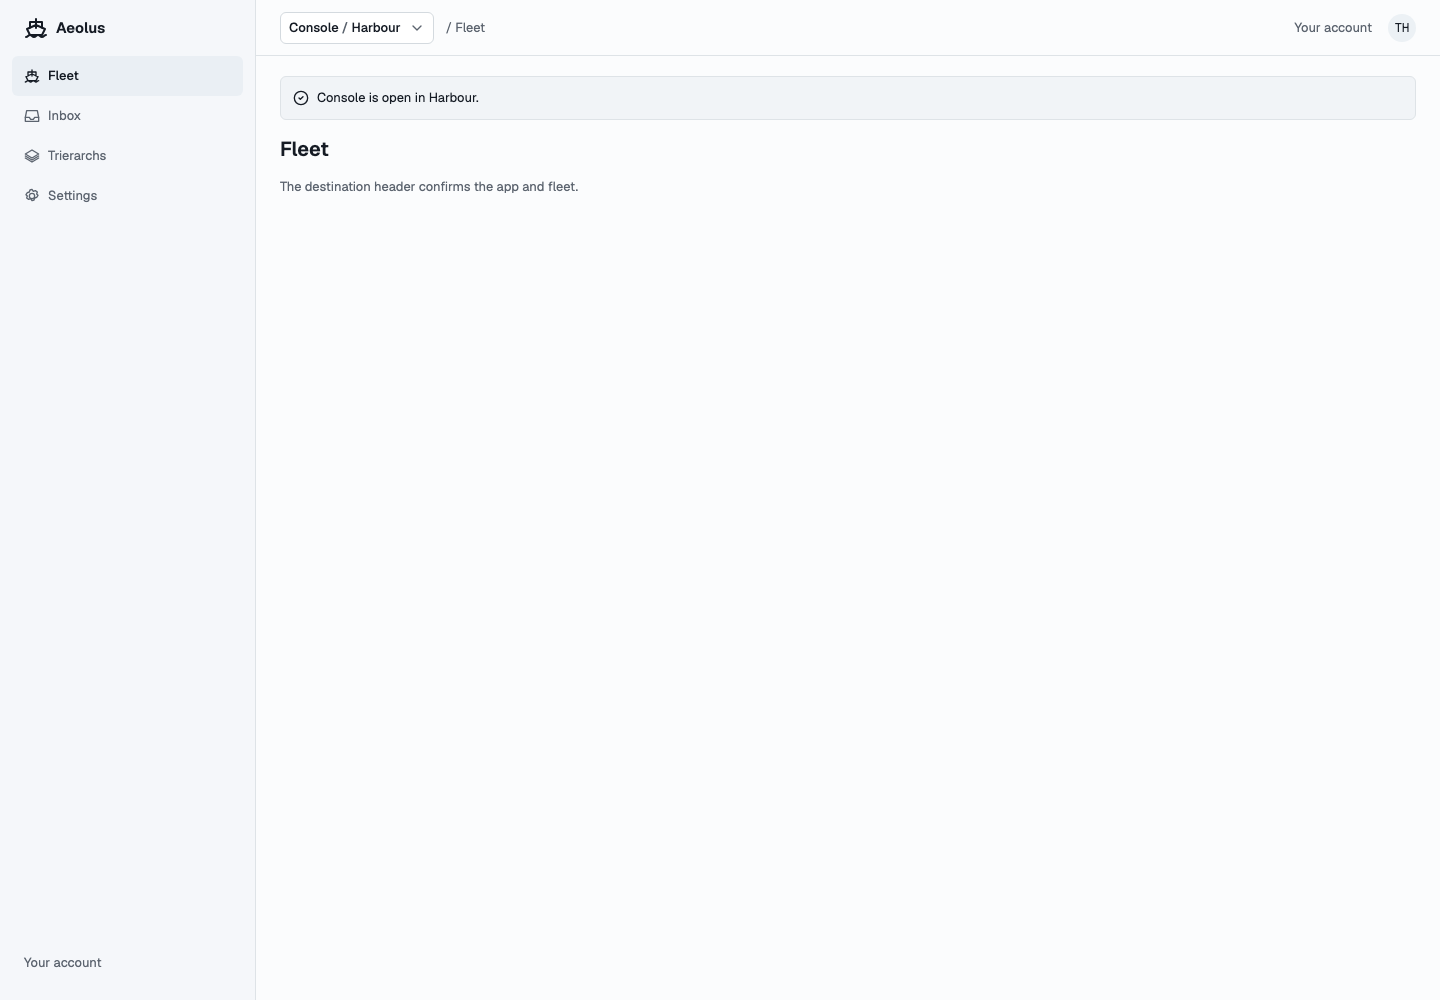 Aeolus
Fleet
Inbox
Trierarchs
Settings
Your account
Console / Harbour
/ Fleet
Your account
TH
Console is open in Harbour.
Fleet
The destination header confirms the app and fleet.